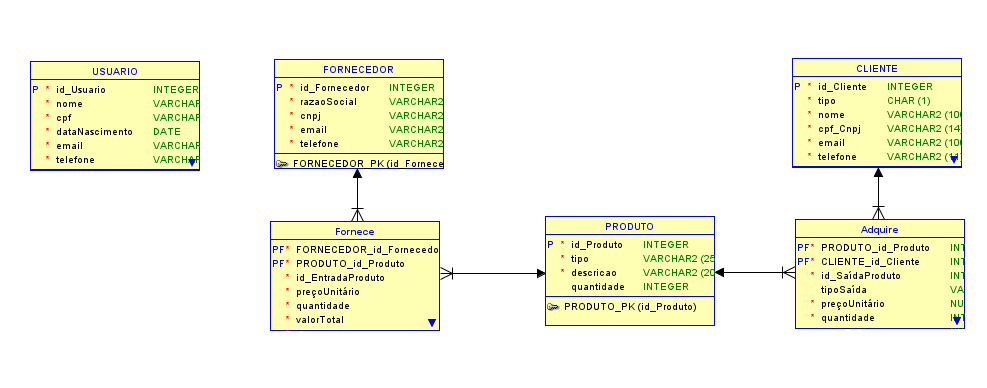 USUARIO
P * id_Usuario INTEGER
* nome VARCHAR
* cpf VARCHAR
* dataNascimento DATE
* email VARCHAR
* telefone VARCHA
FORNECEDOR
P * id_Fornecedor INTEGER
* razaoSocial VARCHAR2
* cnpj VARCHAR2
* email VARCHAR2
* telefone VARCHAR2
FORNECEDOR_PK (id_Fornece
CLIENTE
P * id_Cliente INTEGER
* tipo CHAR (1)
* nome VARCHAR2 (100
* cpf_Cnpj VARCHAR2 (14)
* email VARCHAR2 (100
* telefone VARCHAR2 (11)
Fornece
PF * FORNECEDOR_id_Fornecedo
PF * PRODUTO_id_Produto
* id_EntradaProduto
* preçoUnitário
* quantidade
* valorTotal
PRODUTO
P * id_Produto INTEGER
* tipo VARCHAR2 (25
* descricao VARCHAR2 (20
quantidade INTEGER
PRODUTO_PK (id_Produto)
Adquire
PF * PRODUTO_id_Produto INT
PF * CLIENTE_id_Cliente INT
* id_SaídaProduto INT
tipoSaída VA
* preçoUnitário NU
* quantidade INT